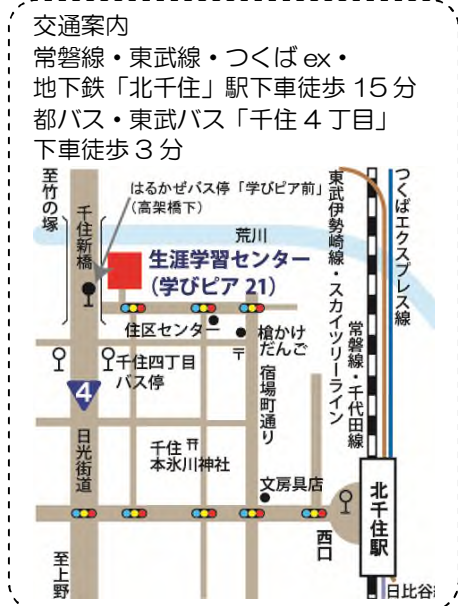 交通案内
常磐線・東武線・つくばex・
地下鉄「北千住」駅下車徒歩 15分
都バス・東武バス「千住 4 丁目」
下車徒歩 3 分
至竹の塚
はるかぜバス停「学びピア前」
(高架橋下)
千住新橋
荒川
生涯学習センター
(学びピア 21)
東武伊勢崎線・スカイツリーライン
つくばエクスプレス線
常磐線・千代田線
住区センター
槍かけ
だんご
〒
千住四丁目
バス停
4
宿場町通り
日光街道
千住
本氷川神社
文房具店
西口
北千住駅
至上野
日比谷